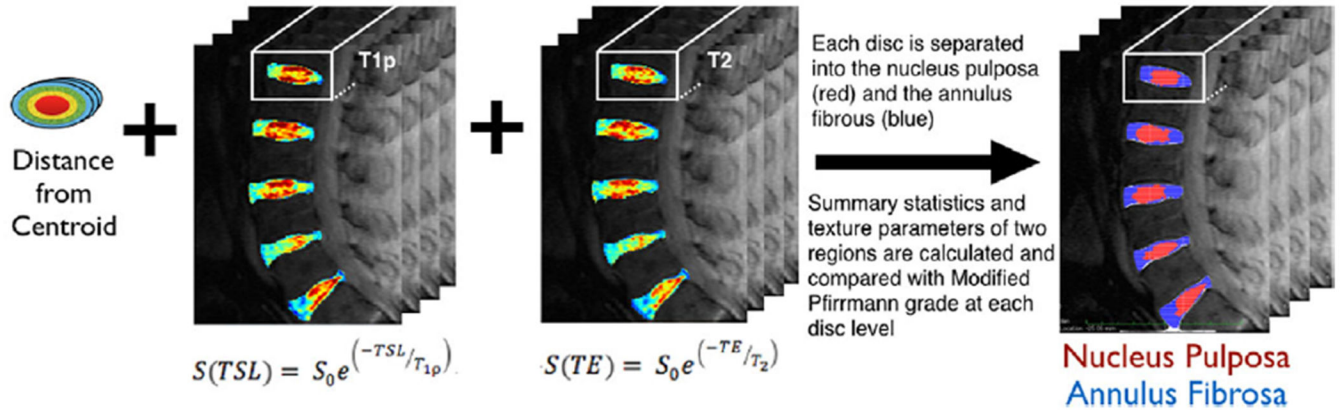 Distance
from
Centroid
T1p
S(TSL) = S₀e^(−TSL/T₁ρ)
T2
S(TE) = S₀e^(−TE/T₂)
Each disc is separated
into the nucleus pulposa
(red) and the annulus
fibrous (blue)
Summary statistics and
texture parameters of two
regions are calculated and
compared with Modified
Pfirrmann grade at each
disc level
Nucleus Pulposa
Annulus Fibrosa